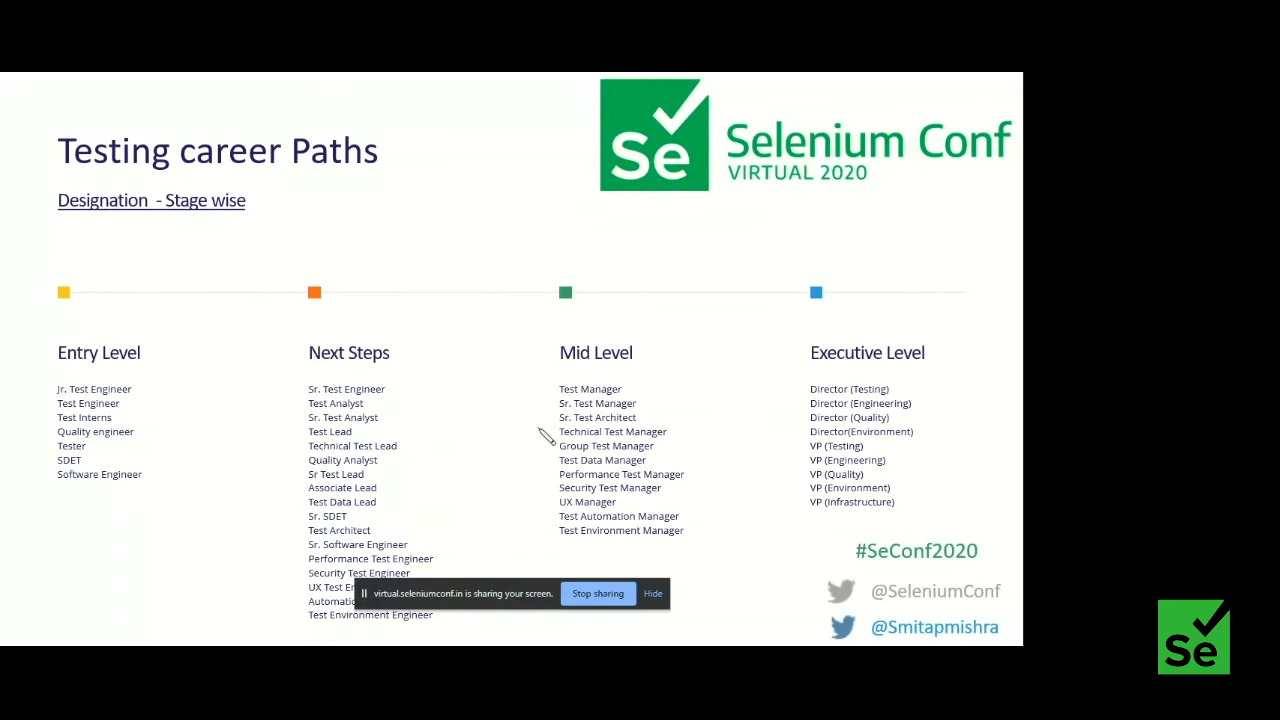 Se
Selenium Conf
VIRTUAL 2020
Testing career Paths
Designation - Stage wise
Entry Level
Jr. Test Engineer
Test Engineer
Test Interns
Quality engineer
Tester
SDET
Software Engineer
Next Steps
Sr. Test Engineer
Test Analyst
Sr. Test Analyst
Test Lead
Technical Test Lead
Quality Analyst
Sr Test Lead
Associate Lead
Test Data Lead
Sr. SDET
Test Architect
Sr. Software Engineer
Performance Test Engineer
Security Test Engineer
UX Test
Test Environment Engineer
Mid Level
Test Manager
Sr. Test Manager
Sr. Test Architect
Technical Test Manager
Group Test Manager
Test Data Manager
Performance Test Manager
Security Test Manager
UX Manager
Test Automation Manager
Test Environment Manager
Executive Level
Director (Testing)
Director (Engineering)
Director (Quality)
Director(Environment)
VP (Testing)
VP (Engineering)
VP (Quality)
VP (Environment)
VP (Infrastructure)
virtual.seleniumconf.in is sharing your screen.
Stop sharing
Hide
#SeConf2020
@SeleniumConf
@Smitapmishra
Se